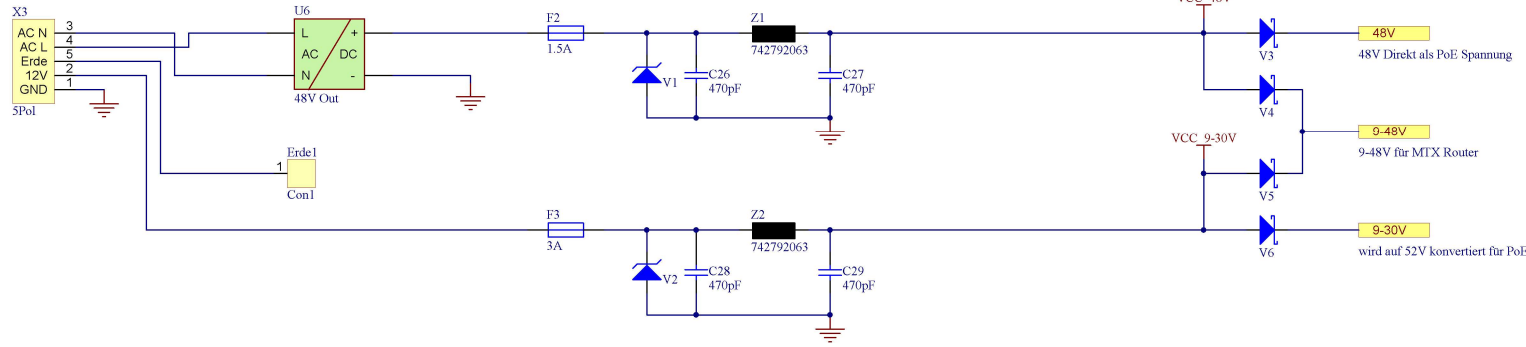 X3
AC N 3
AC L 4
Erde 5
12V 2
GND 1
5Pol
U6
L +
AC DC
N -
48V Out
Erde1
1
Con1
F2
1.5A
V1
C26
470pF
Z1
742792063
C27
470pF
V3
48V
48V Direkt als PoE Spannung
V4
9-48V
9-48V für MTX Router
VCC_9-30V
V5
F3
3A
V2
C28
470pF
Z2
742792063
C29
470pF
V6
9-30V
wird auf 52V konvertiert für PoE